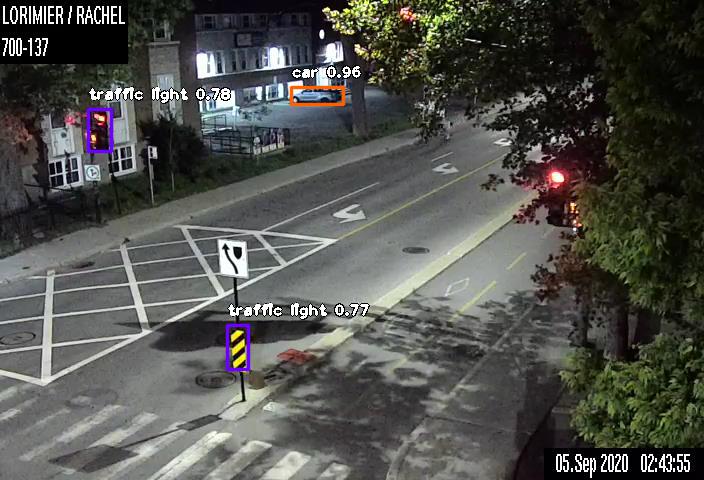 LORIMIER / RACHEL
700-137
car 0.96
traffic light 0.78
traffic light 0.77
05.Sep 2020 02:43:55